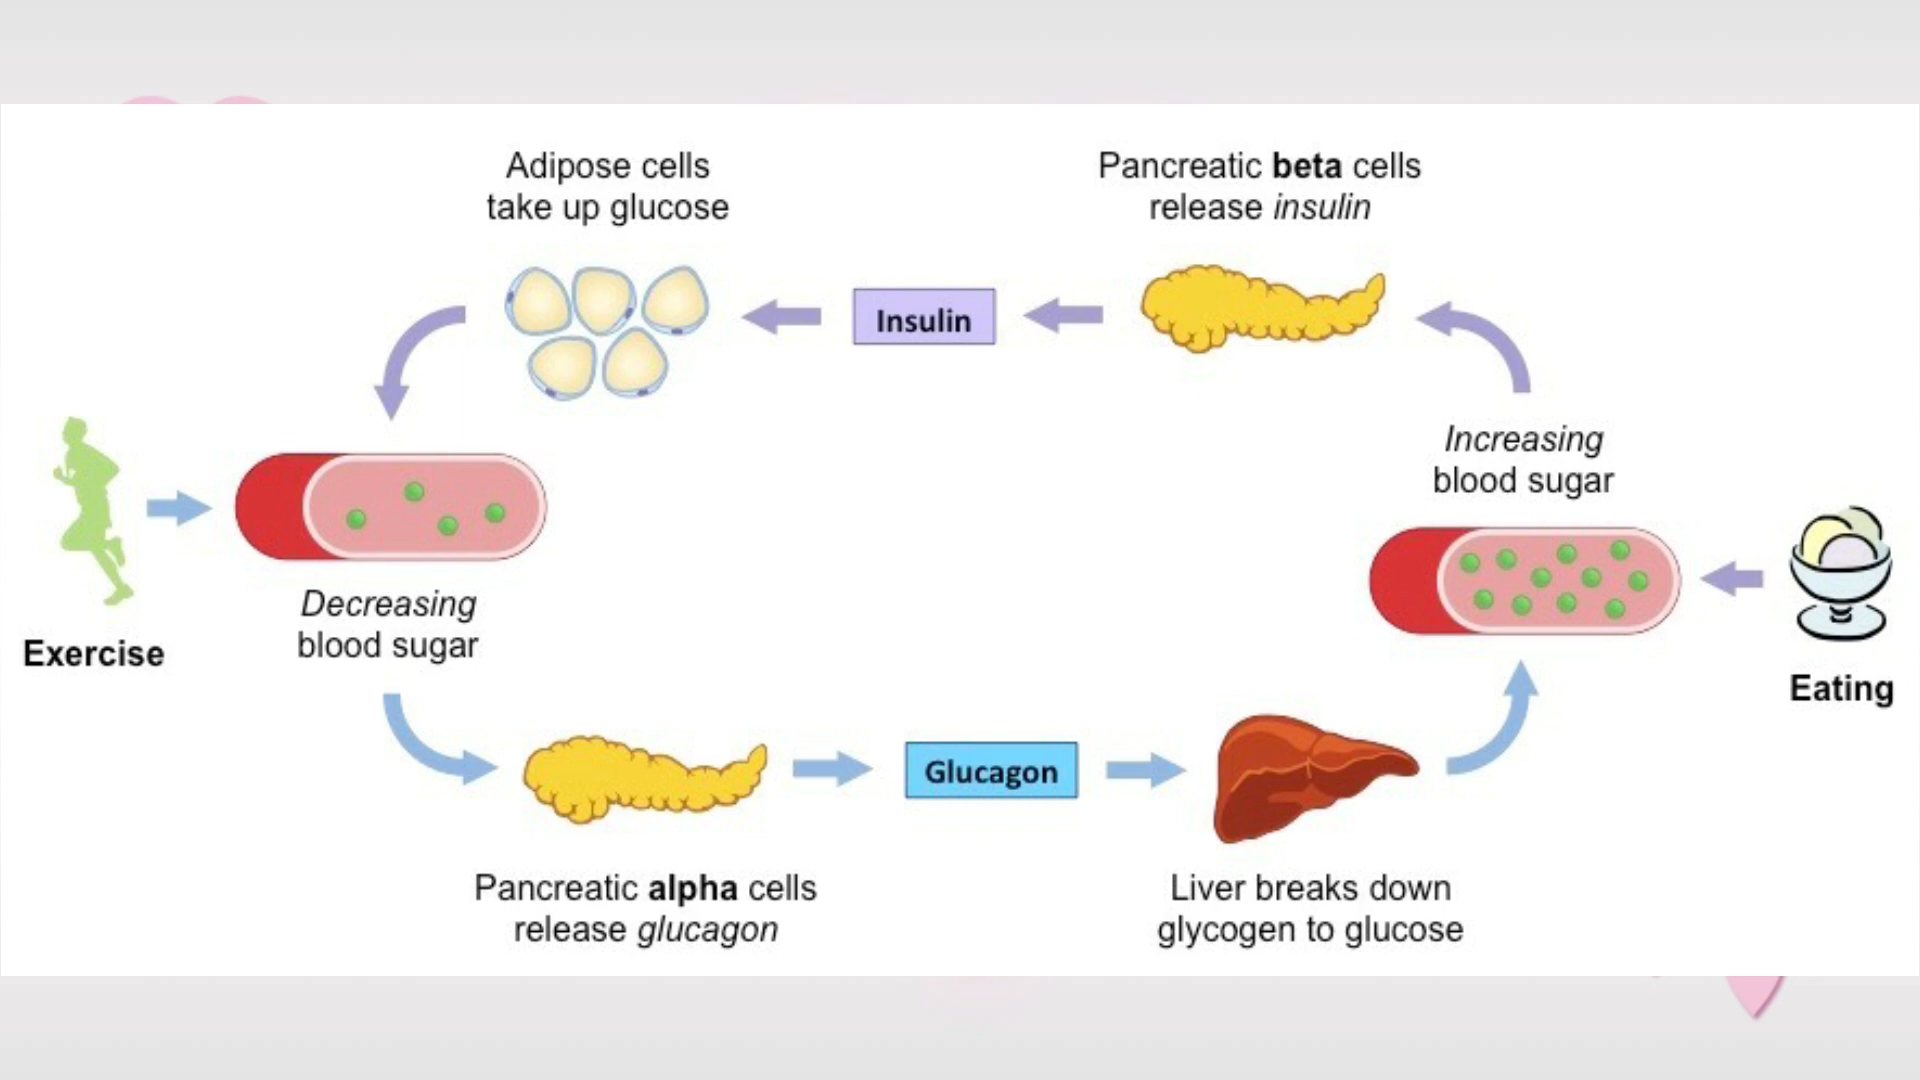 Adipose cells
take up glucose
Pancreatic beta cells
release insulin
Insulin
Increasing
blood sugar
Exercise
Decreasing
blood sugar
Eating
Glucagon
Pancreatic alpha cells
release glucagon
Liver breaks down
glycogen to glucose